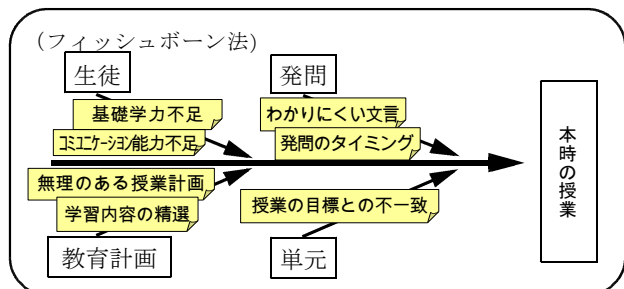 (フィッシュボーン法)
生徒
発問
基礎学力不足
わかりにくい文言
コミュニケーション能力不足
発問のタイミング
本時の授業
無理のある授業計画
学習内容の精選
授業の目標との不一致
教育計画
単元